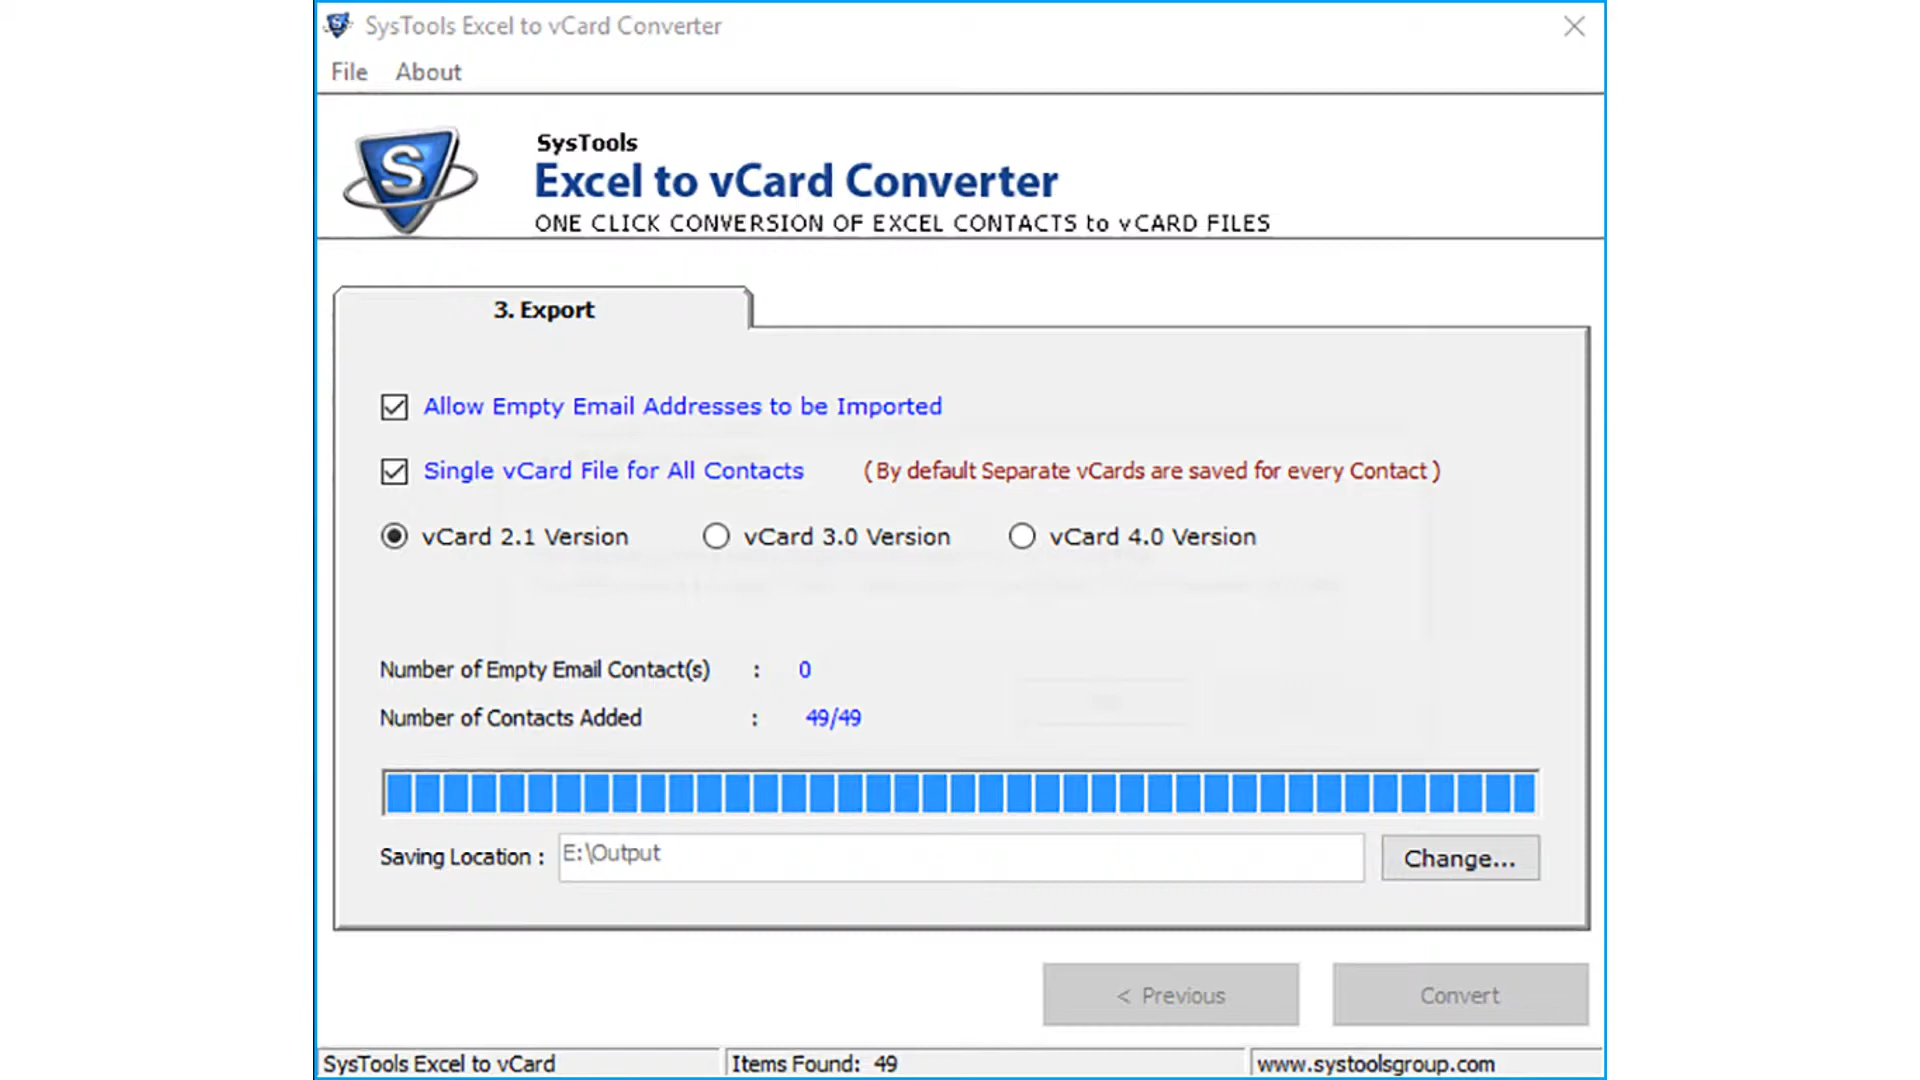 SysTools Excel to vCard Converter
File About
S
SysTools
Excel to vCard Converter
ONE CLICK CONVERSION OF EXCEL CONTACTS to vCARD FILES
3. Export
Allow Empty Email Addresses to be Imported
Single vCard File for All Contacts (By default Separate vCards are saved for every Contact)
vCard 2.1 Version vCard 3.0 Version vCard 4.0 Version
Number of Empty Email Contact(s) : 0
Number of Contacts Added : 49/49
Saving Location : E:\Output Change...
< Previous Convert
SysTools Excel to vCard Items Found: 49 www.systoolsgroup.com